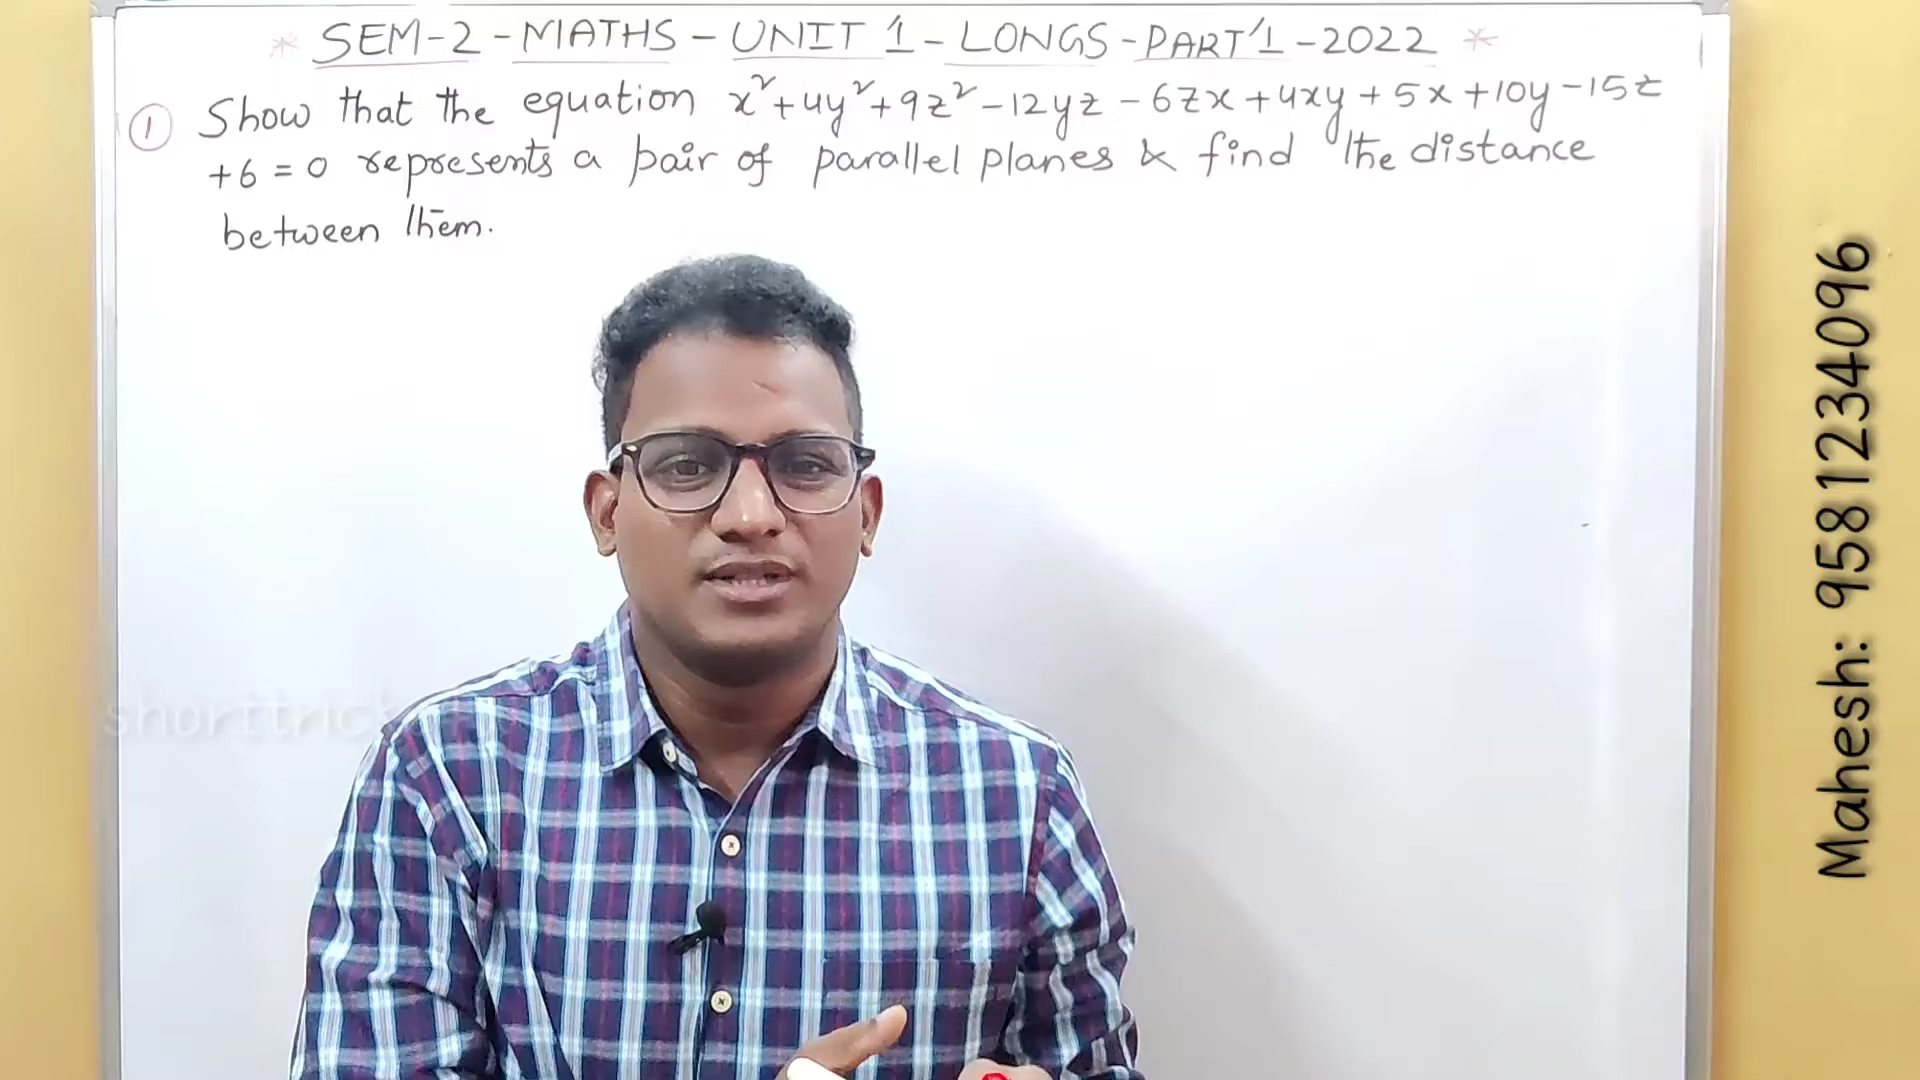 * SEM-2-MATHS-UNIT 1-LONGS-PART'1-2022 *
① Show that the equation x²+4y²+9z²-12yz-6zx+4xy+5x+10y-15z
+6=0 represents a pair of parallel planes & find the distance
between them.
shorttric
Mahesh: 9581234096